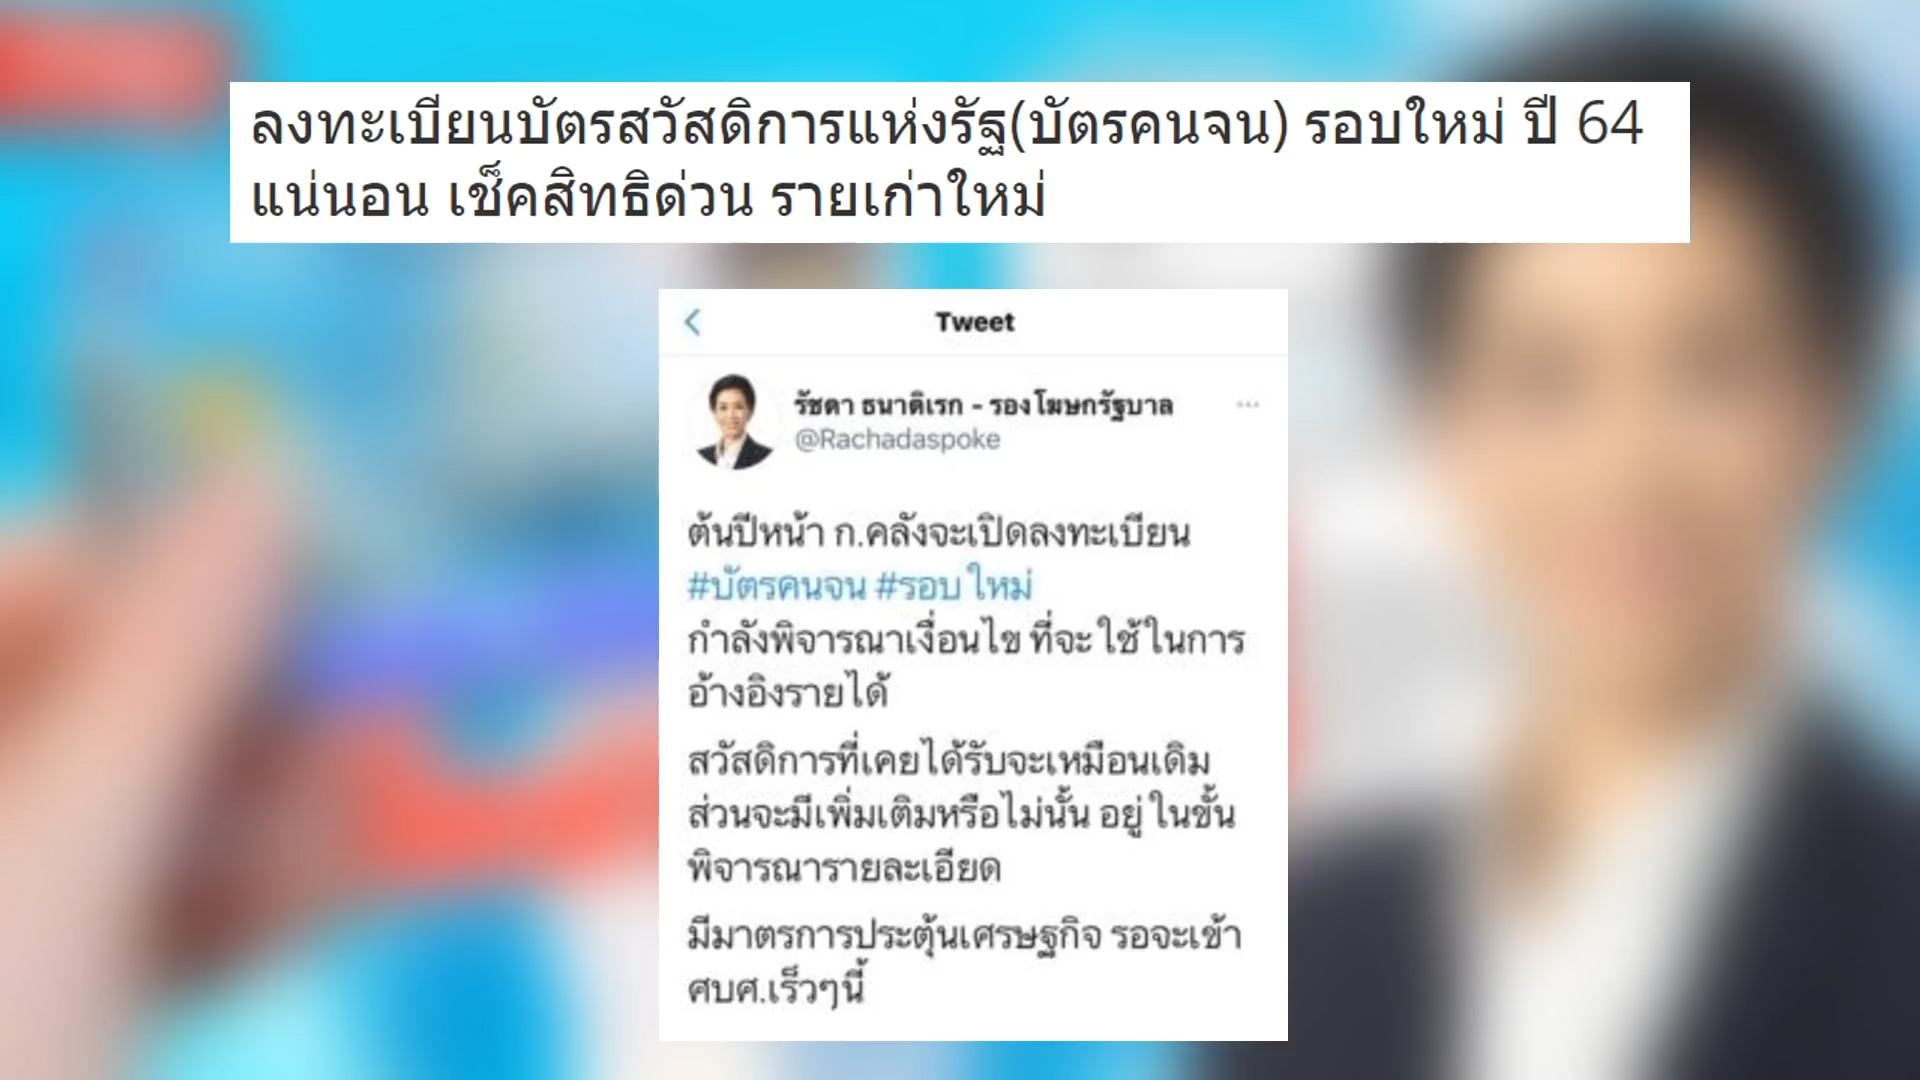 ลงทะเบียนบัตรสวัสดิการแห่งรัฐ(บัตรคนจน) รอบใหม่ ปี 64
แน่นอน เช็คสิทธิด่วน รายเก่าใหม่
Tweet
รัชดา ธนาดิเรก - รองโฆษกรัฐบาล
@Rachadaspoke
ต้นปีหน้า ก.คลังจะเปิดลงทะเบียน
#บัตรคนจน #รอบใหม่
กำลังพิจารณาเงื่อนไข ที่จะใช้ในการ
อ้างอิงรายได้
สวัสดิการที่เคยได้รับจะเหมือนเดิม
ส่วนจะมีเพิ่มเติมหรือไม่นั้น อยู่ในขั้น
พิจารณารายละเอียด
มีมาตรการประตุ้นเศรษฐกิจ รอจะเข้า
ศบศ.เร็วๆนี้